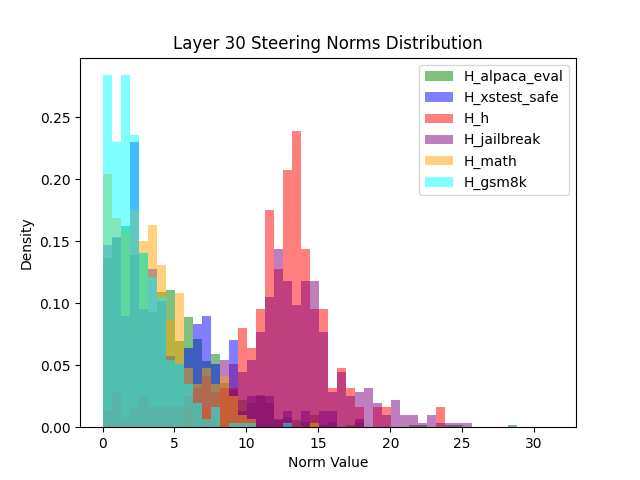 Layer 30 Steering Norms Distribution
H_alpaca_eval
H_xstest_safe
H_h
H_jailbreak
H_math
H_gsm8k
Density
0.25
0.20
0.15
0.10
0.05
0.00
0 5 10 15 20 25 30
Norm Value